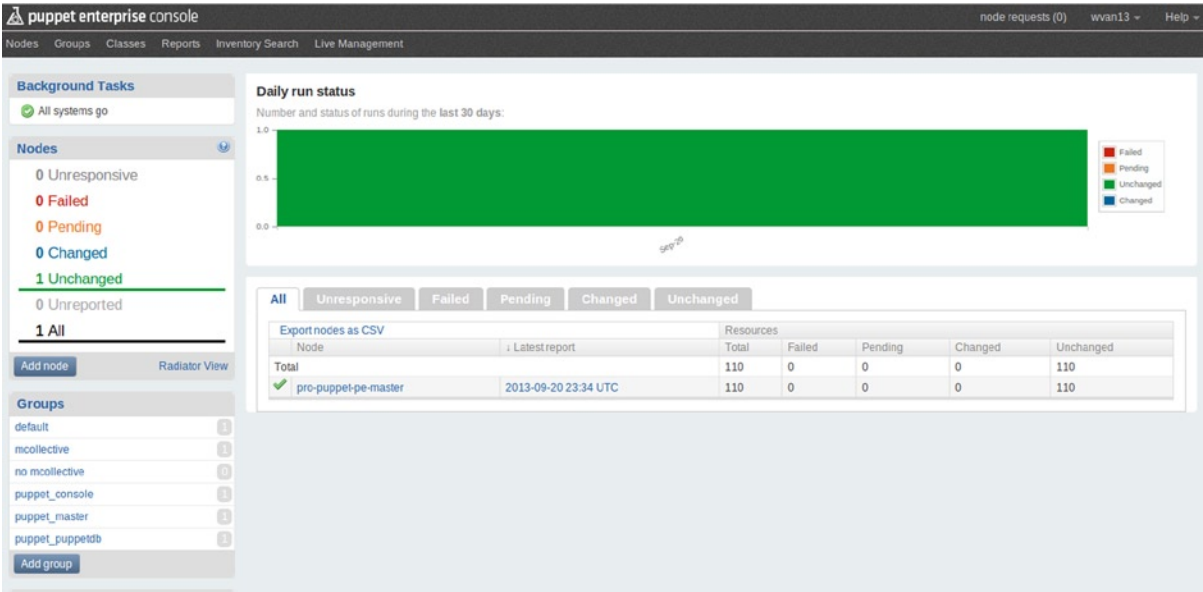 puppet enterprise console
node requests (0) wvan13 Help
Nodes Groups Classes Reports Inventory Search Live Management
Background Tasks
All systems go
Nodes
0 Unresponsive
0 Failed
0 Pending
0 Changed
1 Unchanged
0 Unreported
1 All
Add node Radiator View
Groups
default 1
mcollective 1
no mcollective 0
puppet_console 1
puppet_master 1
puppet_puppetdb 1
Add group
Daily run status
Number and status of runs during the last 30 days:
1.0
0.5
0.0
Sep 20
Failed
Pending
Unchanged
Changed
All Unresponsive Failed Pending Changed Unchanged
Export nodes as CSV Resources
Node ↓ Latest report Total Failed Pending Changed Unchanged
Total 110 0 0 0 110
pro-puppet-pe-master 2013-09-20 23:34 UTC 110 0 0 0 110